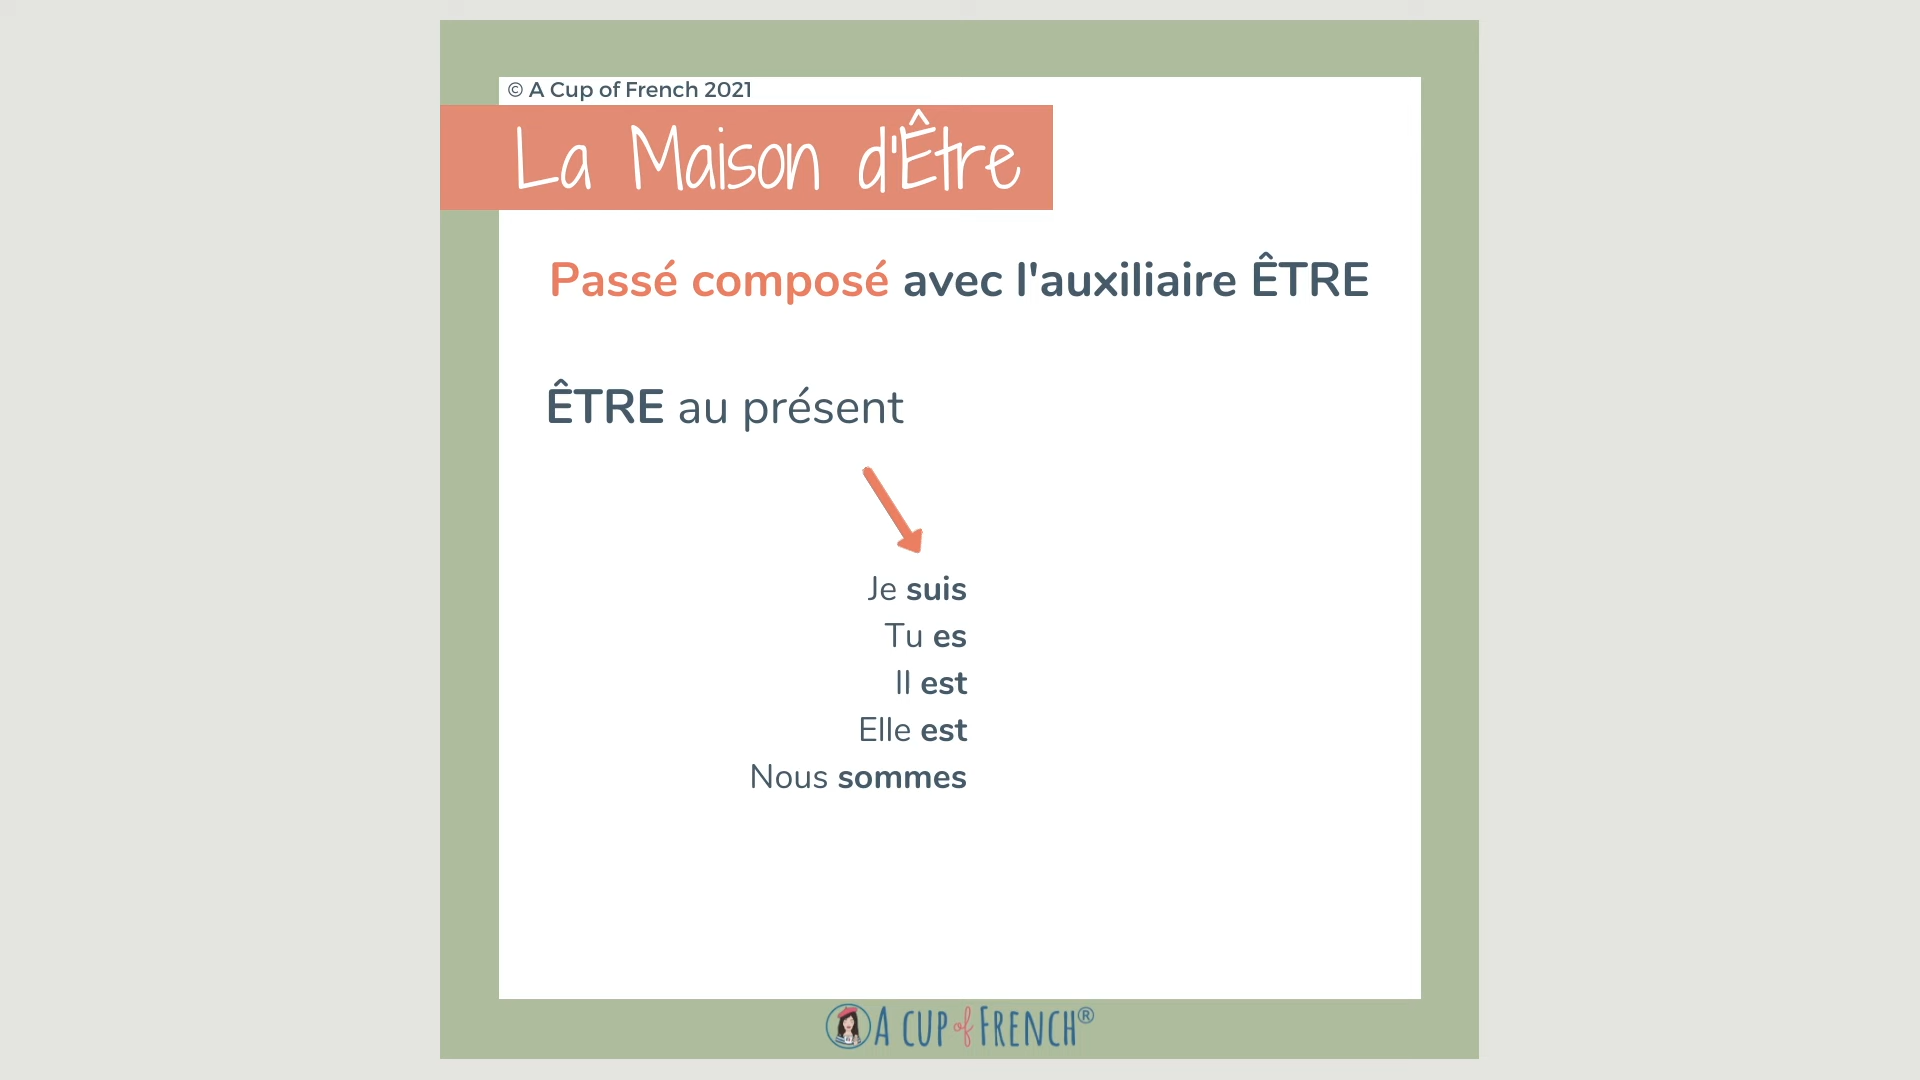 © A Cup of French 2021
La Maison d'Être
Passé composé avec l'auxiliaire ÊTRE
ÊTRE au présent
Je suis
Tu es
Il est
Elle est
Nous sommes
A CUP of FRENCH®